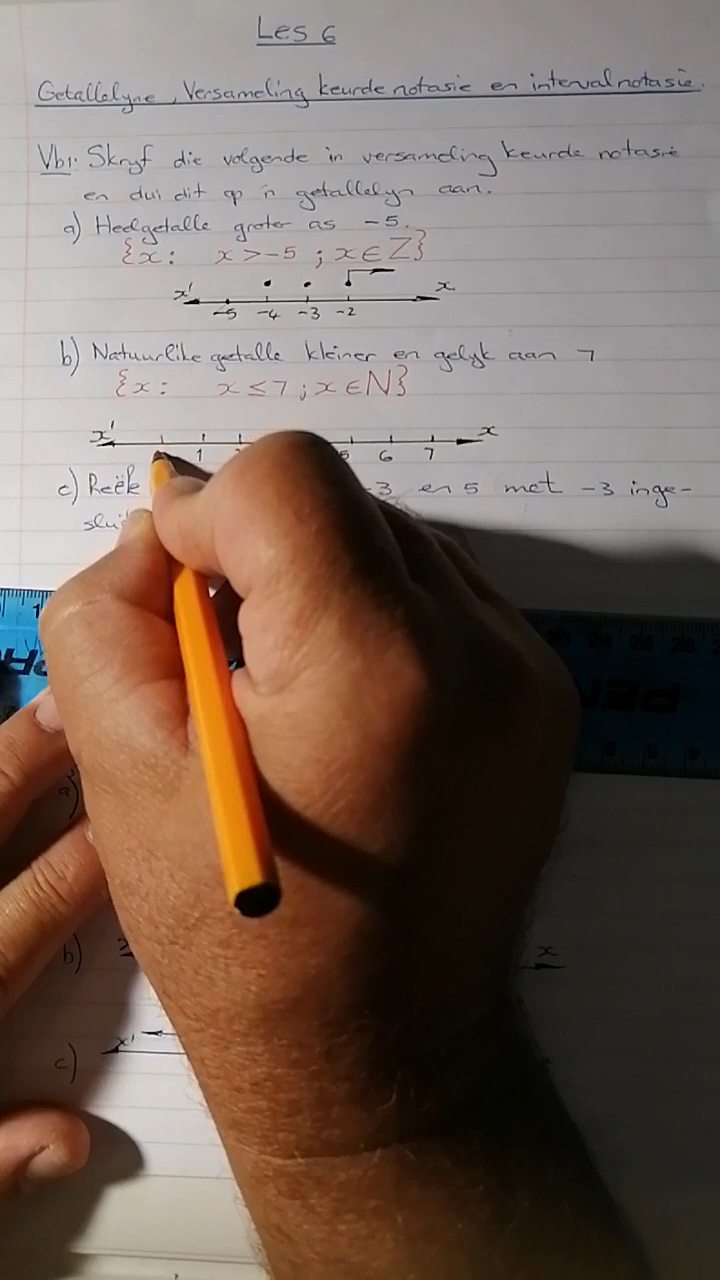 Les 6
Getallelyne, Versameling keurde notasie en intervalnotasie.
Vb1: Skryf die volgende in versameling keurde notasie
en dui dit op 'n getallelyn aan.
a) Heelgetalle groter as -5.
{x: x>-5 ; x∈Z}
x' x
-5 -4 -3 -2
b) Natuurlike getalle kleiner en gelyk aan 7
{x: x≤7 ; x∈N}
x' x
1 5 6 7
c) -3 en 5 met -3 inge-
b) x
c) x'